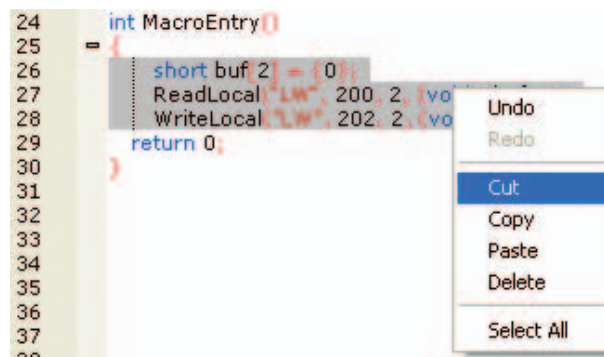 24 int MacroEntry()
25 {
26 short buf[2] = {0};
27 ReadLocal("LW", 200, 2, (vo
28 WriteLocal("LW", 202, 2, (vo
29 return 0;
30 }
31
32
33
34
35
36
37
Undo
Redo
Cut
Copy
Paste
Delete
Select All